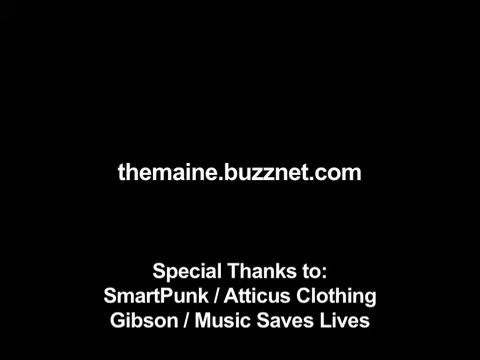 themaine.buzznet.com
Special Thanks to:
SmartPunk / Atticus Clothing
Gibson / Music Saves Lives